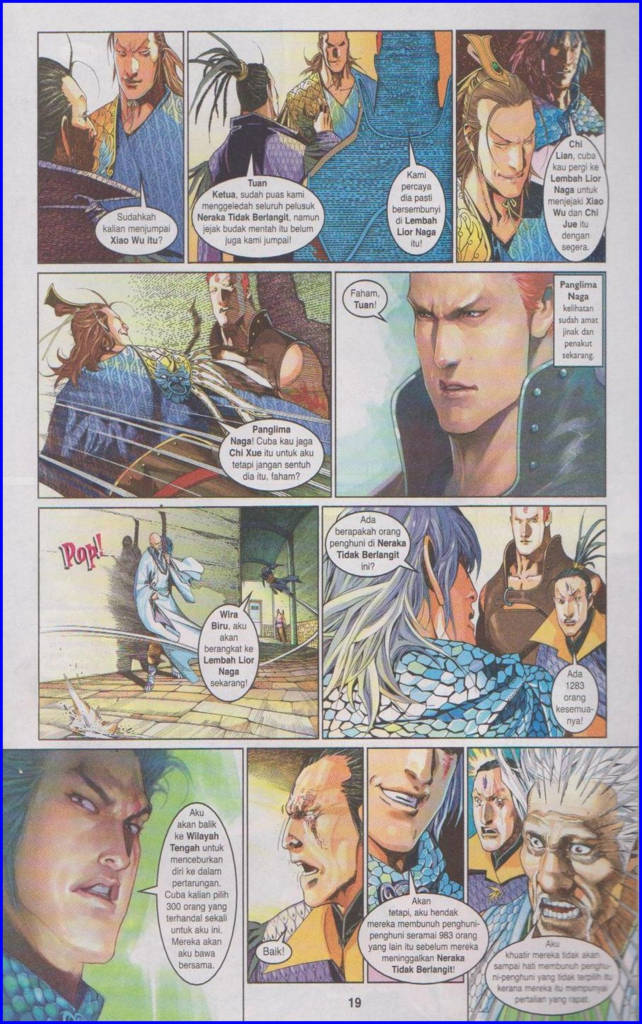 Sudahkah
kalian menjumpai
Xiao Wu itu?
Tuan
Ketua, sudah puas kami
menggeledah seluruh pelusuk
Neraka Tidak Berlangit, namun
jejak budak mentah itu belum
juga kami jumpai!
Kami
percaya
dia pasti
bersembunyi
di Lembah
Lior Naga
itu!
Chi
Lian, cuba
kau pergi ke
Lembah Lior
Naga untuk
menjejaki Xiao
Wu dan Chi
Jue itu
dengan
segera.
Panglima
Naga! Cuba kau jaga
Chi Xue itu untuk aku
tetapi jangan sentuh
dia itu, faham?
Faham,
Tuan!
Panglima
Naga
kelihatan
sudah amat
jinak dan
penakut
sekarang.
Pop!
Wira
Biru, aku
akan
berangkat ke
Lembah Lior
Naga
sekarang!
Ada
berapakah orang
penghuni di Neraka
Tidak Berlangit
ini?
Ada
1283
orang
kesemua-
nya!
Aku
akan balik
ke Wilayah
Tengah untuk
menceburkan
diri ke dalam
pertarungan.
Cuba kalian pilih
300 orang yang
terhandal sekali
untuk aku ini.
Mereka akan
aku bawa
bersama.
Baik!
Akan
tetapi, aku hendak
mereka membunuh penghuni-
penghuni seramai 983 orang
yang lain itu sebelum mereka
meninggalkan Neraka
Tidak Berlangit!
Aku
khuatir mereka tidak akan
sampai hati membunuh penghu-
ni-penghuni yang tidak terpilih itu
kerana mereka itu mempunyai
pertalian yang rapat.
19